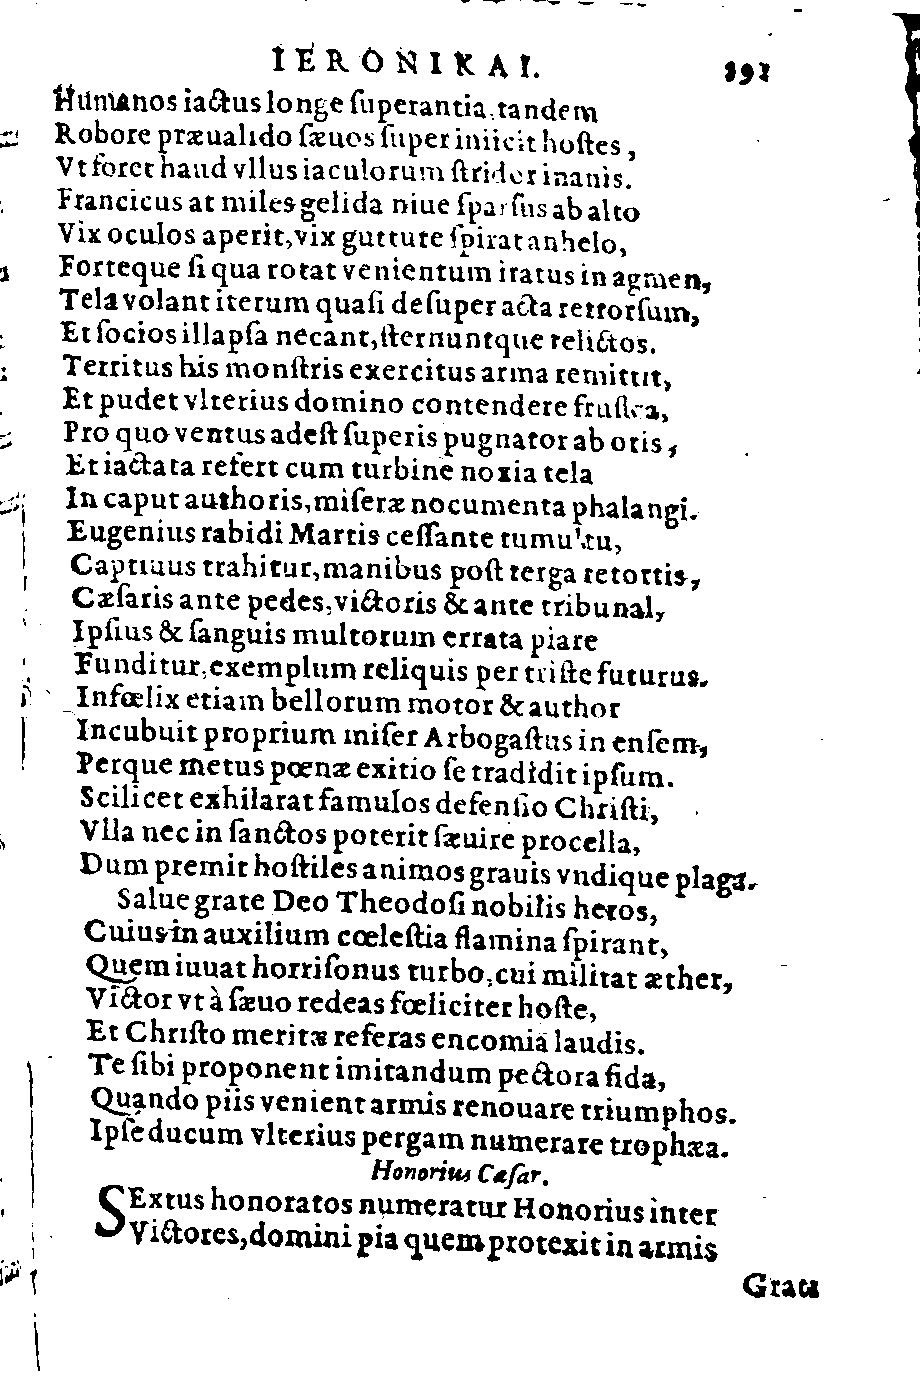 IERONIKAI. 391
Humanos iactus longe ſuperantia, tandem
Robore præualido ſæuos ſuper iniicit hoſtes,
Vt foret haud vllus iaculorum ſtridor inanis.
Francicus at miles gelida niue ſparſus ab alto
Vix oculos aperit, vix gutture ſpirat anhelo,
Forteque ſi qua rotat venientum iratus in agmen,
Tela volant iterum quaſi deſuper acta retrorſum,
Et ſocios illapſa necant, ſternuntque relictos.
Territus his monſtris exercitus arma remittit,
Et pudet vlterius domino contendere fruſtra,
Pro quo ventus adeſt ſuperis pugnator ab oris,
Et iactata refert cum turbine noxia tela
In caput authoris, miſeræ nocumenta phalangi.
Eugenius rabidi Martis ceſſante tumultu,
Captiuus trahitur, manibus poſt terga retortis,
Cæſaris ante pedes, victoris & ante tribunal,
Ipſius & ſanguis multorum errata piare
Funditur, exemplum reliquis per triſte futurus.
Infœlix etiam bellorum motor & author
Incubuit proprium miſer Arbogaſtus in enſem,
Perque metus pœnæ exitio ſe tradidit ipſum.
Scilicet exhilarat famulos defenſio Chriſti,
Vlla nec in ſanctos poterit ſæuire procella,
Dum premit hoſtiles animos grauis vndique plaga.
Salue grate Deo Theodoſi nobilis heros,
Cuius in auxilium cœleſtia flamina ſpirant,
Quem iuuat horriſonus turbo, cui militat æther,
Victor vt à ſæuo redeas fœliciter hoſte,
Et Chriſto meritæ referas encomia laudis.
Te ſibi proponent imitandum pectora fida,
Quando piis venient armis renouare triumphos.
Ipſe ducum vlterius pergam numerare trophæa.
Honorius Cæſar.
SExtus honoratos numeratur Honorius inter
Victores, domini pia quem protexit in armis
Grati